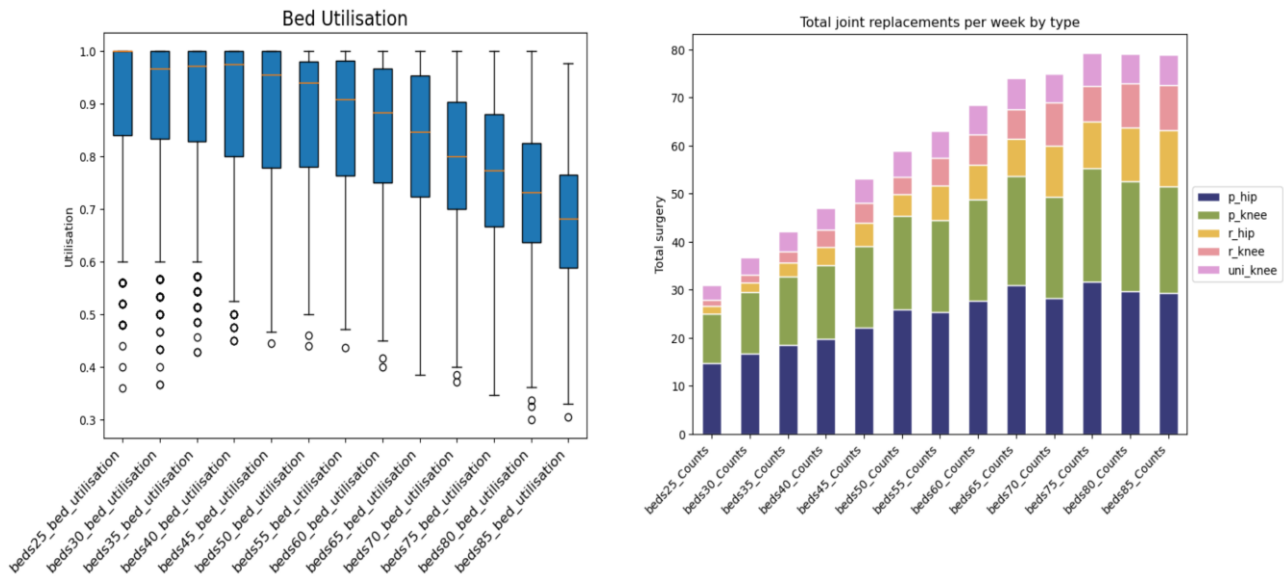 Bed Utilisation
Utilisation
1.0
0.9
0.8
0.7
0.6
0.5
0.4
0.3
beds25_bed_utilisation
beds30_bed_utilisation
beds35_bed_utilisation
beds40_bed_utilisation
beds45_bed_utilisation
beds50_bed_utilisation
beds55_bed_utilisation
beds60_bed_utilisation
beds65_bed_utilisation
beds70_bed_utilisation
beds75_bed_utilisation
beds80_bed_utilisation
beds85_bed_utilisation
Total joint replacements per week by type
Total surgery
80
70
60
50
40
30
20
10
0
beds25_Counts
beds30_Counts
beds35_Counts
beds40_Counts
beds45_Counts
beds50_Counts
beds55_Counts
beds60_Counts
beds65_Counts
beds70_Counts
beds75_Counts
beds80_Counts
beds85_Counts
p_hip
p_knee
r_hip
r_knee
uni_knee